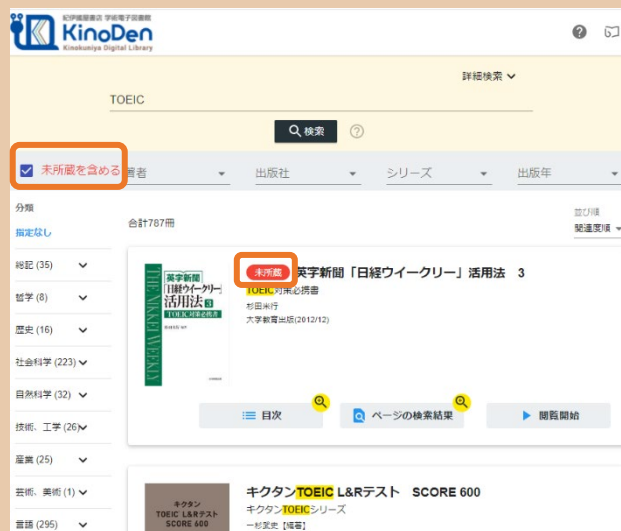 紀伊國屋書店 学術電子図書館
KinoDen
Kinokuniya Digital Library
詳細検索
TOEIC
検索
未所蔵を含める
著者
出版社
シリーズ
出版年
分類
指定なし
合計787冊
並び順
関連度順
総記 (35)
哲学 (8)
歴史 (16)
社会科学 (223)
自然科学 (32)
技術、工学 (26)
産業 (25)
芸術、美術 (1)
言語 (295)
英字新聞
「日経ウイークリー」
活用法 3
TOEIC対策必携書
THE NIKKEI WEEKLY
未所蔵 英字新聞「日経ウイークリー」活用法 3
TOEIC対策必携書
杉田米行
大学教育出版(2012/12)
目次
ページの検索結果
閲覧開始
キクタン
TOEIC L&Rテスト
SCORE 600
キクタンTOEIC L&Rテスト SCORE 600
キクタンTOEICシリーズ
一杉武史【編著】